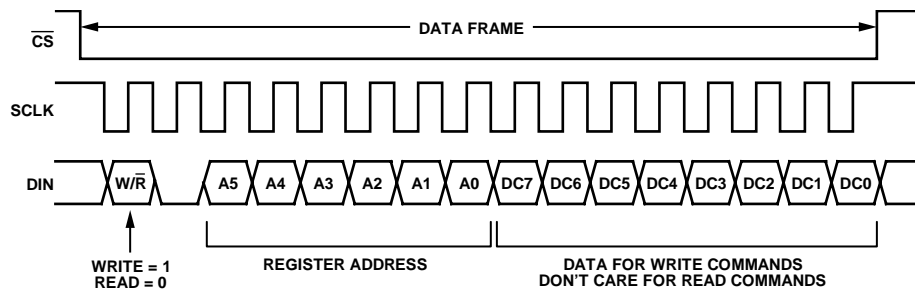 DATA FRAME
C̅S̅
SCLK
DIN W/R̅ A5 A4 A3 A2 A1 A0 DC7 DC6 DC5 DC4 DC3 DC2 DC1 DC0
WRITE = 1
READ = 0
REGISTER ADDRESS
DATA FOR WRITE COMMANDS
DON’T CARE FOR READ COMMANDS